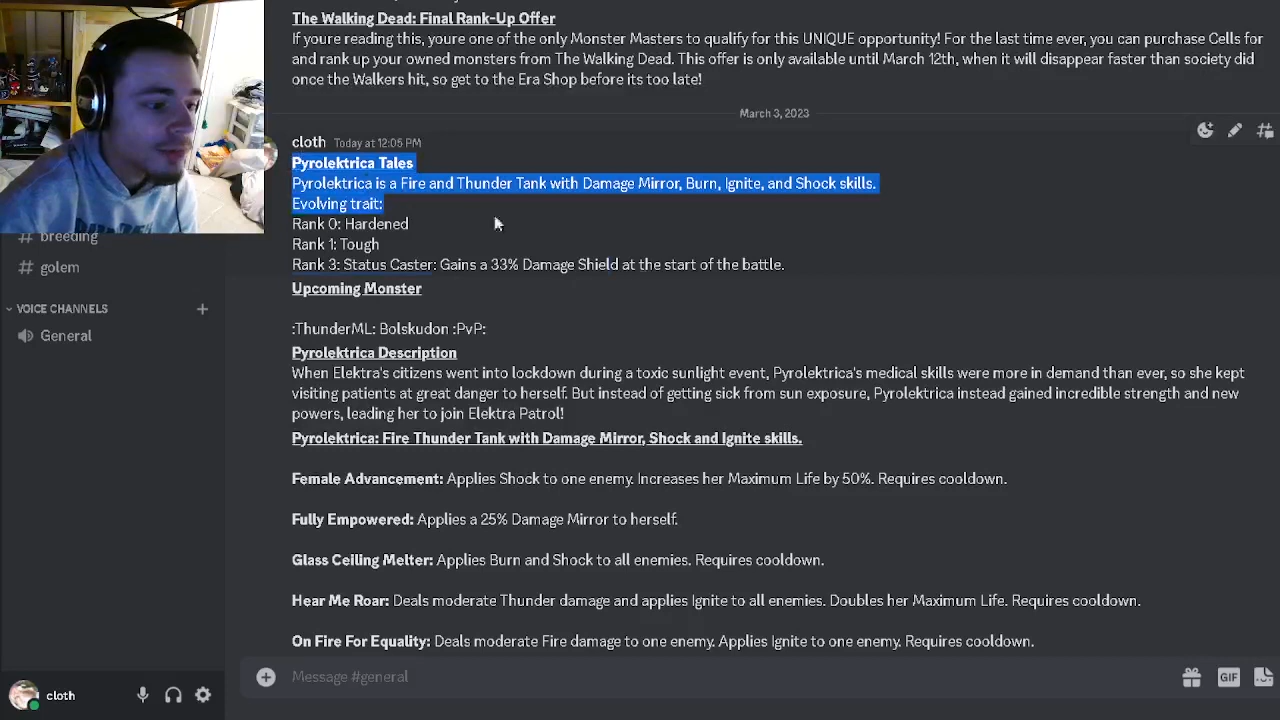 The Walking Dead: Final Rank-Up Offer
If youre reading this, youre one of the only Monster Masters to qualify for this UNIQUE opportunity! For the last time ever, you can purchase Cells for
and rank up your owned monsters from The Walking Dead. This offer is only available until March 12th, when it will disappear faster than society did
once the Walkers hit, so get to the Era Shop before its too late!
March 3, 2023
cloth Today at 12:05 PM
Pyrolektrica Tales
Pyrolektrica is a Fire and Thunder Tank with Damage Mirror, Burn, Ignite, and Shock skills.
Evolving trait:
Rank 0: Hardened
Rank 1: Tough
Rank 3: Status Caster: Gains a 33% Damage Shield at the start of the battle.
Upcoming Monster
:ThunderML: Bolskudon :PvP:
Pyrolektrica Description
When Elektra's citizens went into lockdown during a toxic sunlight event, Pyrolektrica's medical skills were more in demand than ever, so she kept
visiting patients at great danger to herself. But instead of getting sick from sun exposure, Pyrolektrica instead gained incredible strength and new
powers, leading her to join Elektra Patrol!
Pyrolektrica: Fire Thunder Tank with Damage Mirror, Shock and Ignite skills.
Female Advancement: Applies Shock to one enemy. Increases her Maximum Life by 50%. Requires cooldown.
Fully Empowered: Applies a 25% Damage Mirror to herself.
Glass Ceiling Melter: Applies Burn and Shock to all enemies. Requires cooldown.
Hear Me Roar: Deals moderate Thunder damage and applies Ignite to all enemies. Doubles her Maximum Life. Requires cooldown.
On Fire For Equality: Deals moderate Fire damage to one enemy. Applies Ignite to one enemy. Requires cooldown.
Message #general
GIF
# breeding
# golem
VOICE CHANNELS
General
cloth